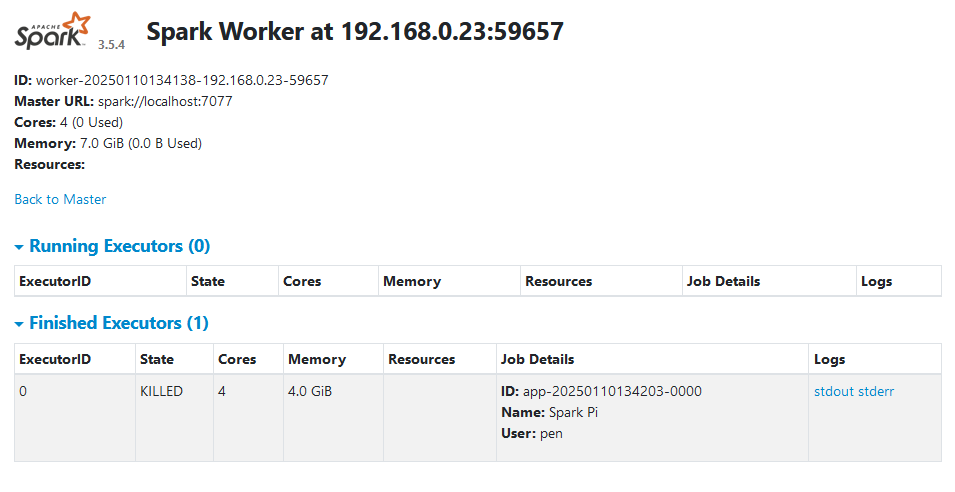 APACHE
Spark 3.5.4 Spark Worker at 192.168.0.23:59657
ID: worker-20250110134138-192.168.0.23-59657
Master URL: spark://localhost:7077
Cores: 4 (0 Used)
Memory: 7.0 GiB (0.0 B Used)
Resources:
Back to Master
Running Executors (0)
ExecutorID State Cores Memory Resources Job Details Logs
Finished Executors (1)
ExecutorID State Cores Memory Resources Job Details Logs
0 KILLED 4 4.0 GiB ID: app-20250110134203-0000 stdout stderr
Name: Spark Pi
User: pen